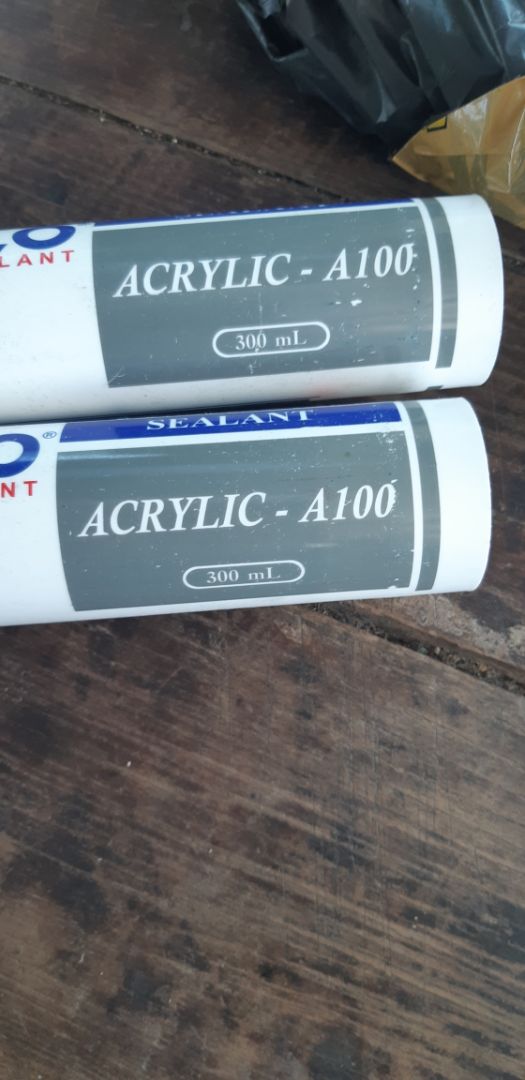 LANT
ACRYLIC - A100
300 mL
®
NT
SEALANT
ACRYLIC - A100
300 mL